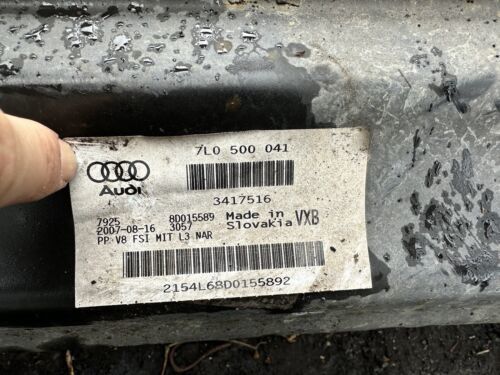 7L0 500 041
Audi
3417516
7925 8D015589 Made in VXB
2007-08-16 3057 Slovakia
PP V8 FSI MIT L3 NAR
2154L68D0155892